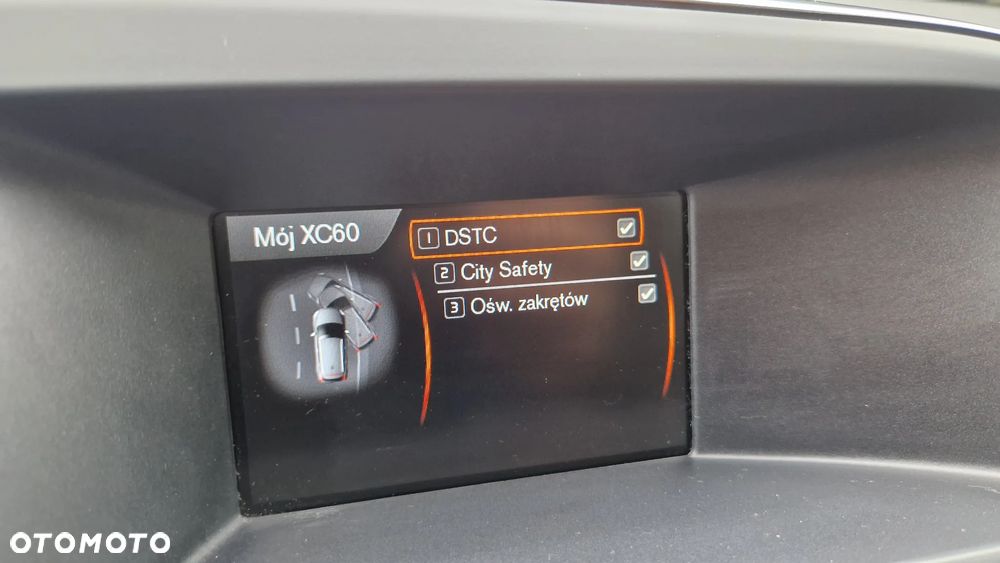 Mój XC60
1 DSTC
2 City Safety
3 Ośw. zakrętów
OTOMOTO